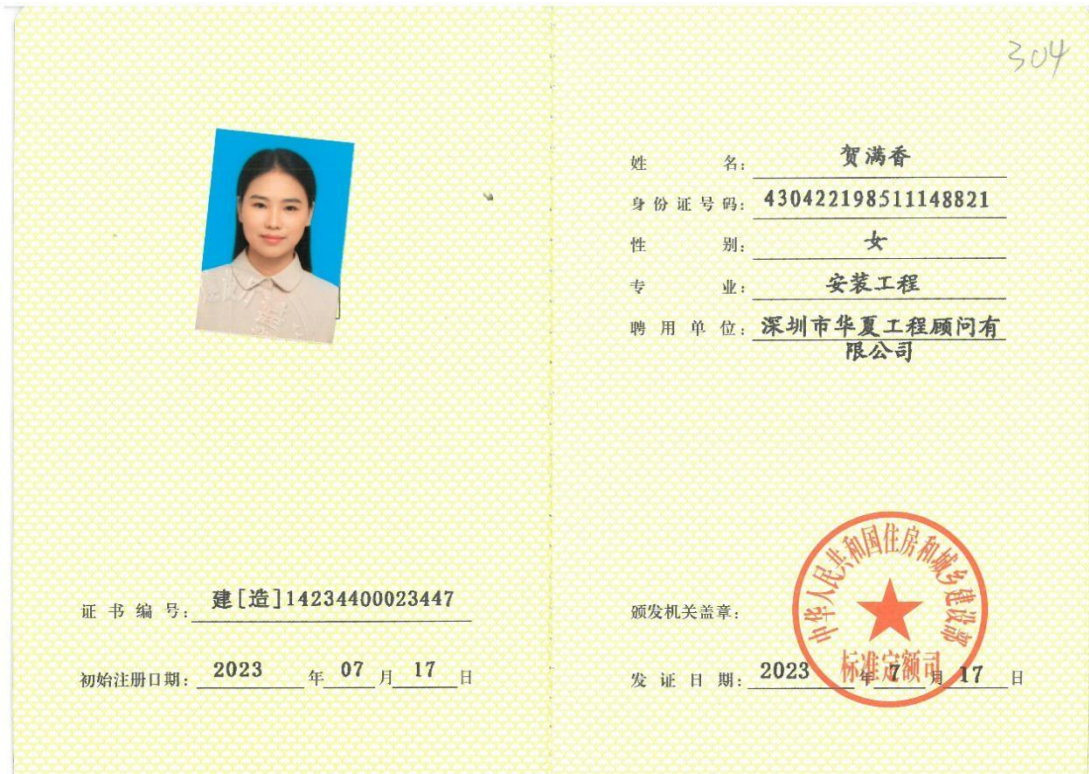 304
姓 名: 贺满香
身份证号码: 430422198511148821
性 别: 女
专 业: 安装工程
聘用单位: 深圳市华夏工程顾问有
限公司
证书编号: 建[造]14234400023447
初始注册日期: 2023 年 07 月 17 日
颁发机关盖章:
中华人民共和国住房和城乡建设部
标准定额司
发证日期: 2023 年 7 月 17 日